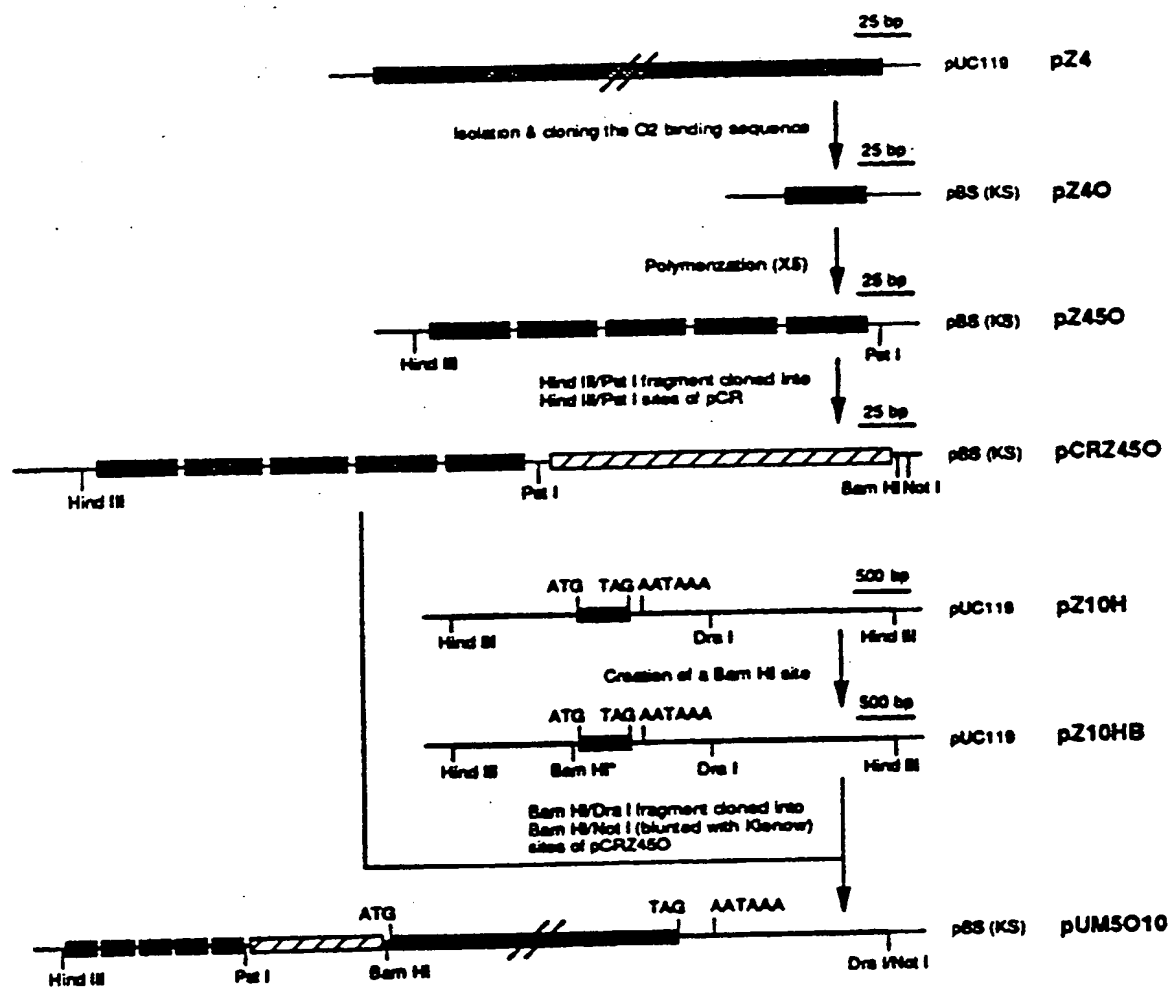 25 bp
pUC119 pZ4
Isolation & cloning the O2 binding sequence
25 bp
pBS (KS) pZ4O
Polymerization (X5)
25 bp
pBS (KS) pZ45O
Hind III Pst I
Hind III/Pst I fragment cloned into
Hind III/Pst I sites of pCR
25 bp
pBS (KS) pCRZ45O
Hind III Pst I Bam HI Not I
ATG TAG AATAAA 500 bp
pUC119 pZ10H
Hind III Dra I Hind III
Creation of a Bam HI site
500 bp
ATG TAG AATAAA
pUC119 pZ10HB
Hind III Bam HI* Dra I Hind III
Bam HI/Dra I fragment cloned into
Bam HI/Not I (blunted with Klenow)
sites of pCRZ45O
ATG TAG AATAAA
pBS (KS) pUM5O10
Hind III Pst I Bam HI Dra I/Not I